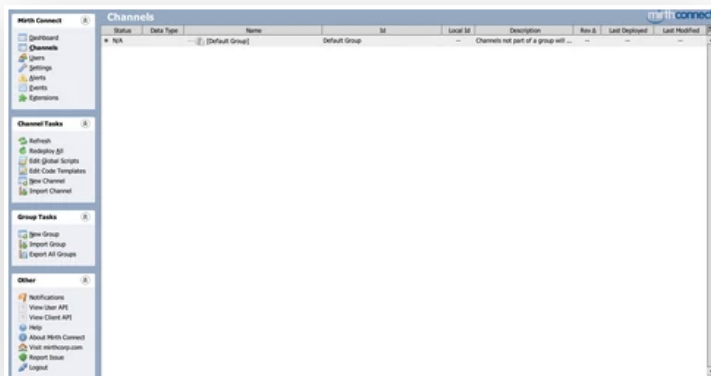 Mirth Connect
Dashboard
Channels
Users
Settings
Alerts
Events
Extensions
Channel Tasks
Refresh
Redeploy All
Edit Global Scripts
Edit Code Templates
New Channel
Import Channel
Group Tasks
New Group
Import Group
Export All Groups
Other
Notifications
View User API
View Client API
Help
About Mirth Connect
Visit mirthcorp.com
Report Issue
Logout
Channels
mirth connect
Status Data Type Name Id Local Id Description Rev Δ Last Deployed Last Modified
N/A [Default Group] Default Group -- Channels not part of a group will ... -- -- --